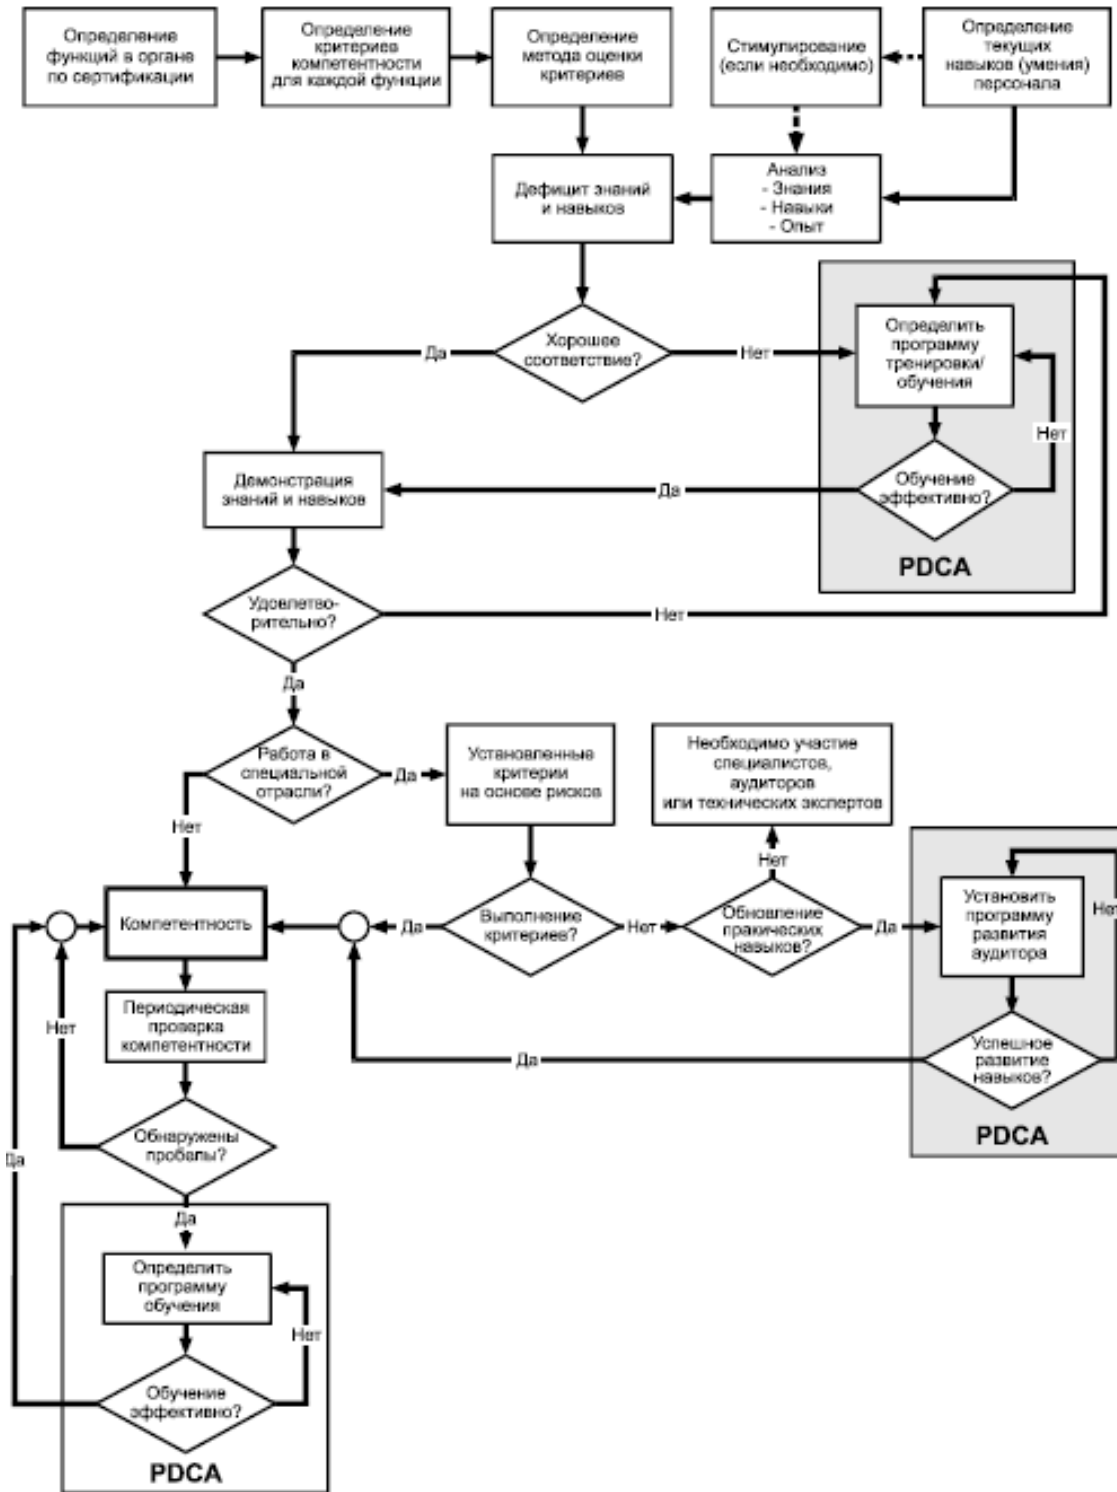 Определение
функций в органе
по сертификации
Определение
критериев
компетентности
для каждой функции
Определение
метода оценки
критериев
Стимулирование
(если необходимо)
Определение
текущих
навыков (умения)
персонала
Дефицит знаний
и навыков
Анализ
- Знания
- Навыки
- Опыт
Хорошее
соответствие?
Да
Нет
Определить
программу
тренировки/
обучения
Нет
Обучение
эффективно?
Да
PDCA
Демонстрация
знаний и навыков
Удовлетво-
рительно?
Нет
Да
Работа в
специальной
отрасли?
Да
Нет
Установленные
критерии
на основе рисков
Необходимо участие
специалистов,
аудиторов
или технических экспертов
Нет
Компетентность
Да
Выполнение
критериев?
Нет
Обновление
пракических
навыков?
Да
Установить
программу
развития
аудитора
Нет
Периодическая
проверка
компетентности
Нет
Да
Успешное
развитие
навыков?
PDCA
Обнаружены
пробелы?
Да
Да
Определить
программу
обучения
Нет
Обучение
эффективно?
PDCA